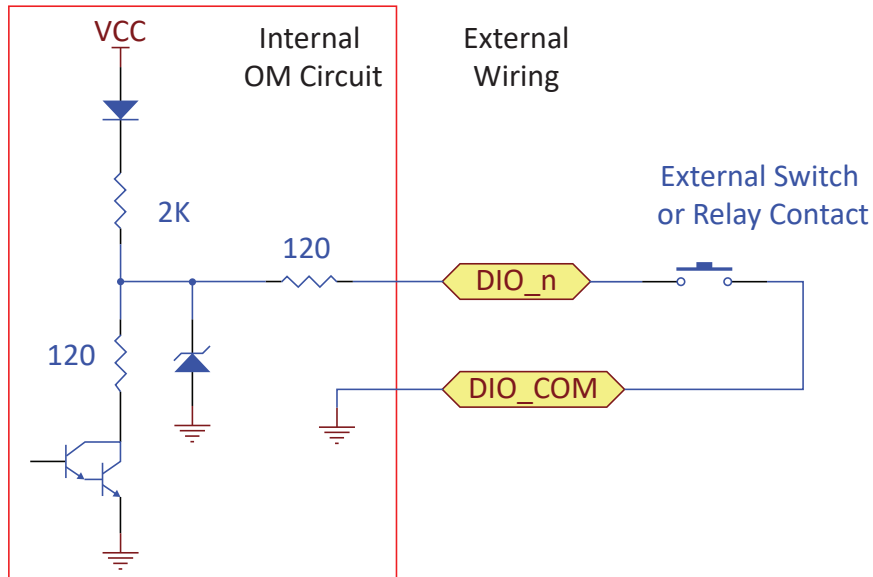 VCC
Internal
OM Circuit
External
Wiring
2K
External Switch
or Relay Contact
120
DIO_n
120
DIO_COM